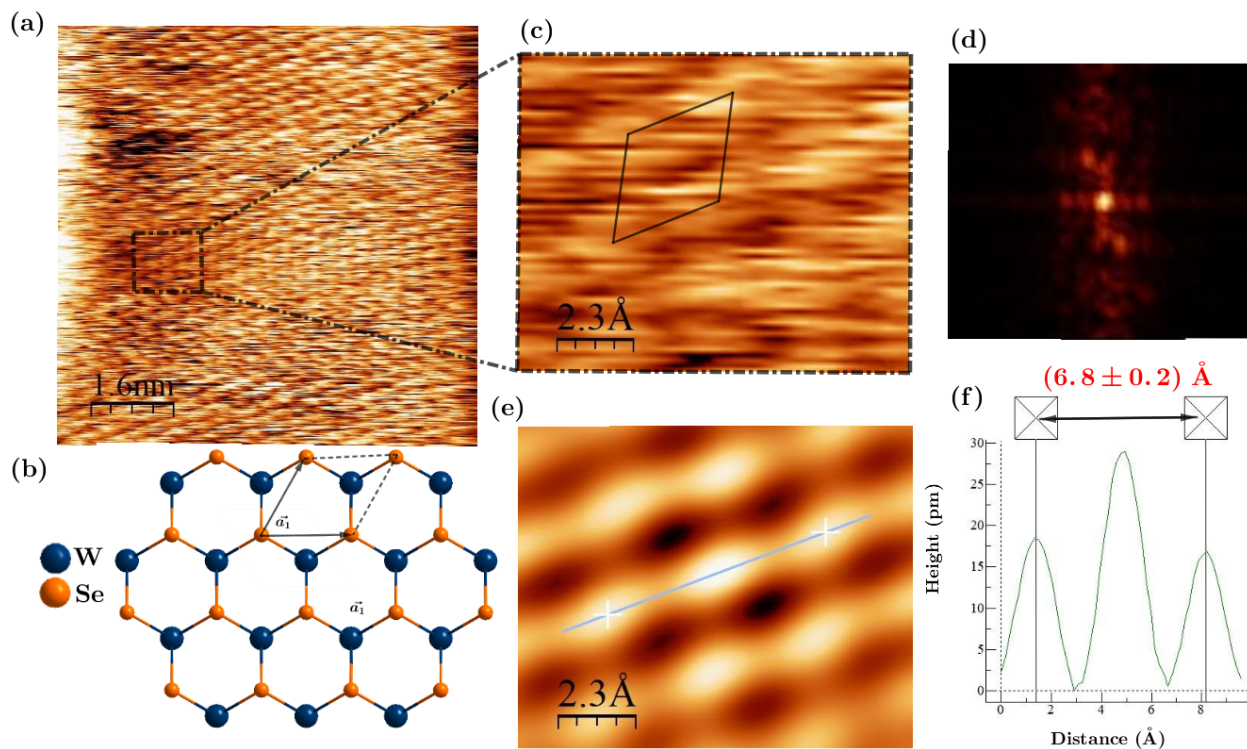 (a)
1.6nm
(b)
a⃗₁
a⃗₁
W
Se
(c)
2.3Å
(d)
(e)
2.3Å
(f)
(6.8 ± 0.2) Å
Height (pm)
30
25
20
15
10
5
0
0 2 4 6 8
Distance (Å)